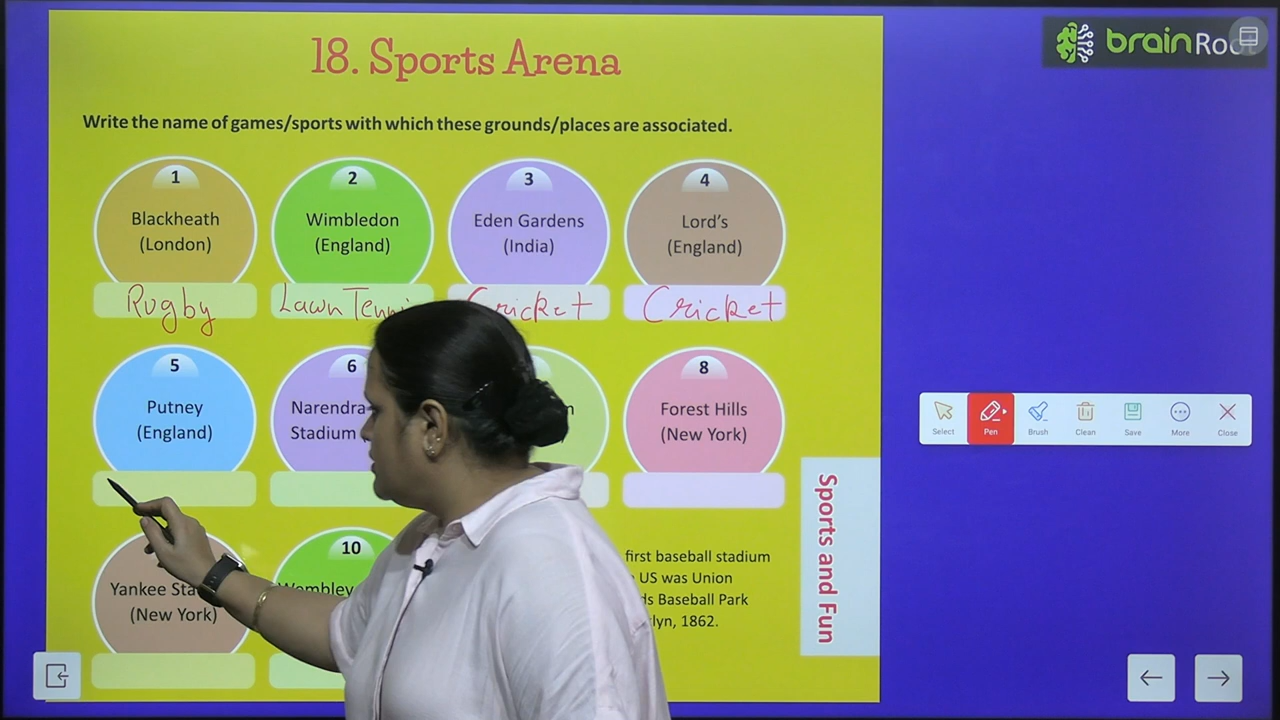 brain
18. Sports Arena
Write the name of games/sports with which these grounds/places are associated.
1
Blackheath
(London)
Rugby
2
Wimbledon
(England)
Lawn
3
Eden Gardens
(India)
Cricket
4
Lord's
(England)
Cricket
5
Putney
(England)
6
Narendra
Stadium
8
Forest Hills
(New York)
Yankee
(New York)
10
first baseball stadium
US was Union
Baseball Park
1862.
Sports and Fun
Select
Pen
Brush
Clean
Save
More
Close